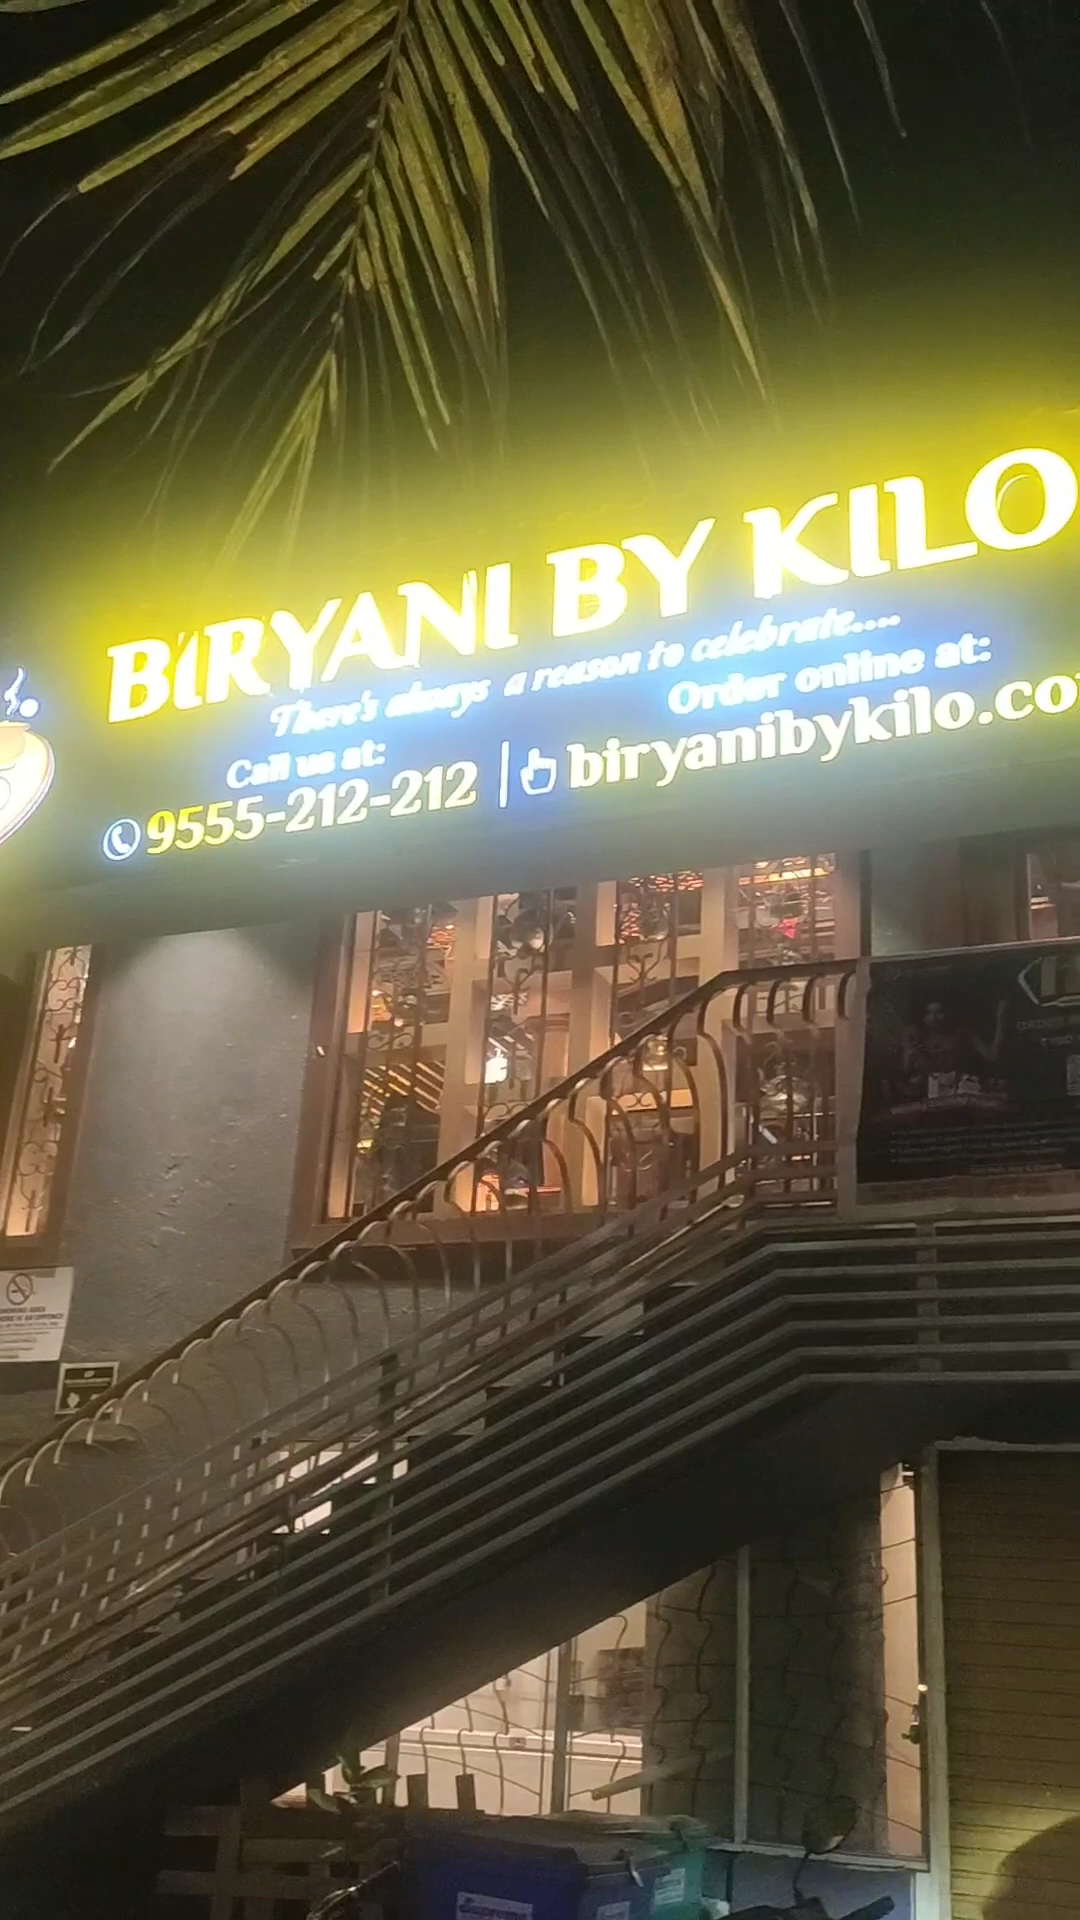 BIRYANI BY KILO
There's always a reason to celebrate....
Call us at:
9555-212-212
Order online at:
biryanibykilo.co